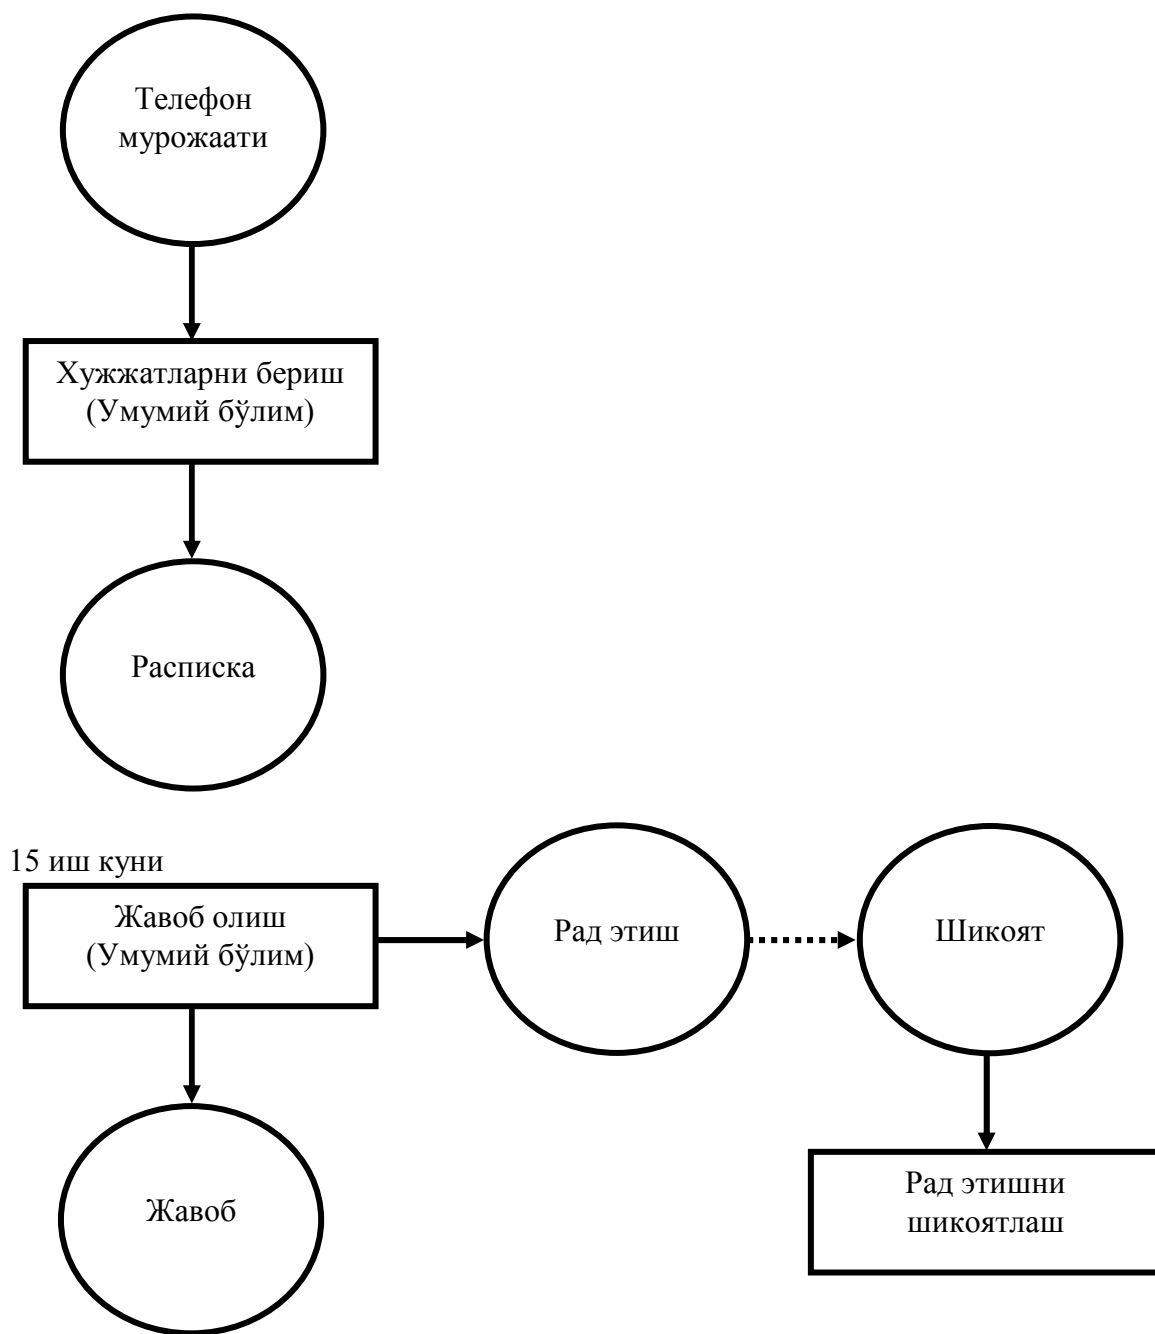 Телефон
мурожаати
Хужжатларни бериш
(Умумий бўлим)
Расписка
15 иш куни
Жавоб олиш
(Умумий бўлим)
Рад этиш
Шикоят
Жавоб
Рад этишни
шикоятлаш